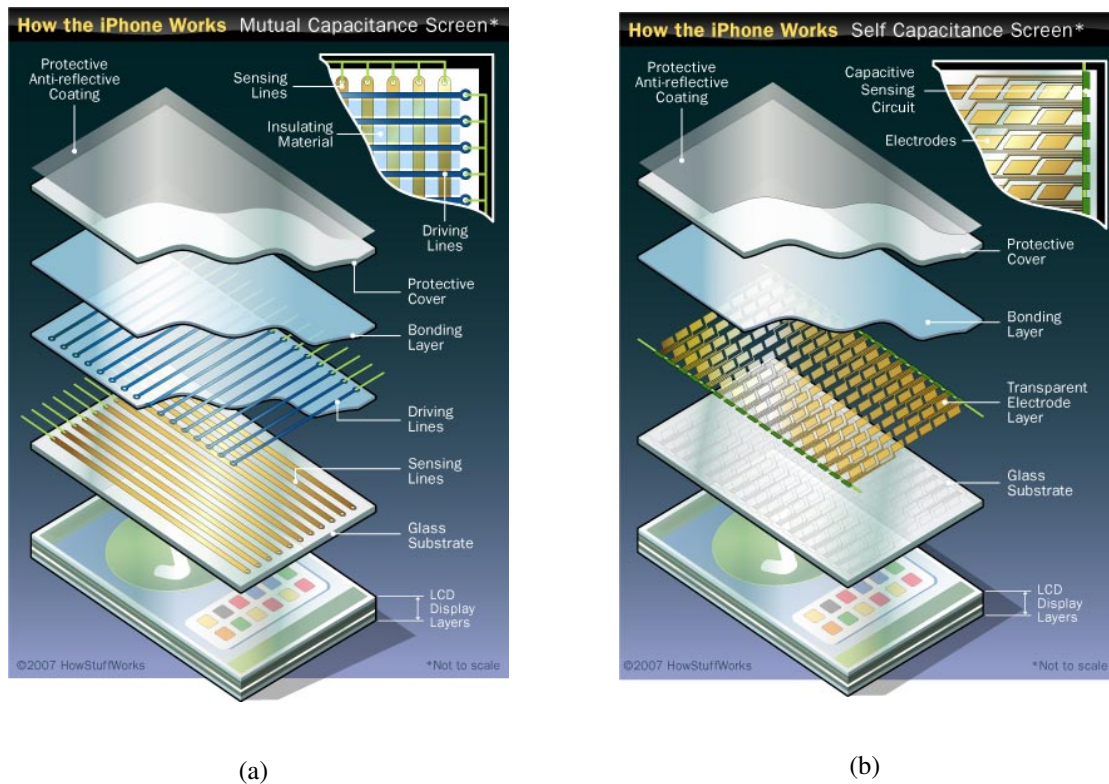 How the iPhone Works Mutual Capacitance Screen*
Protective
Anti-reflective
Coating
Sensing
Lines
Insulating
Material
Driving
Lines
Protective
Cover
Bonding
Layer
Driving
Lines
Sensing
Lines
Glass
Substrate
LCD
Display
Layers
©2007 HowStuffWorks
*Not to scale
(a)
How the iPhone Works Self Capacitance Screen*
Protective
Anti-reflective
Coating
Capacitive
Sensing
Circuit
Electrodes
Protective
Cover
Bonding
Layer
Transparent
Electrode
Layer
Glass
Substrate
LCD
Display
Layers
©2007 HowStuffWorks
*Not to scale
(b)